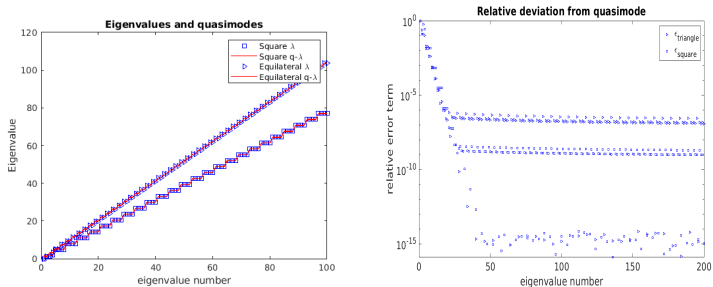 Eigenvalues and quasimodes
Eigenvalue
120
100
80
60
40
20
0
0 20 40 60 80 100
eigenvalue number
Square λ
Square q-λ
Equilateral λ
Equilateral q-λ
Relative deviation from quasimode
relative error term
10^0
10^-5
10^-10
10^-15
0 50 100 150 200
eigenvalue number
ϵ_triangle
ϵ_square